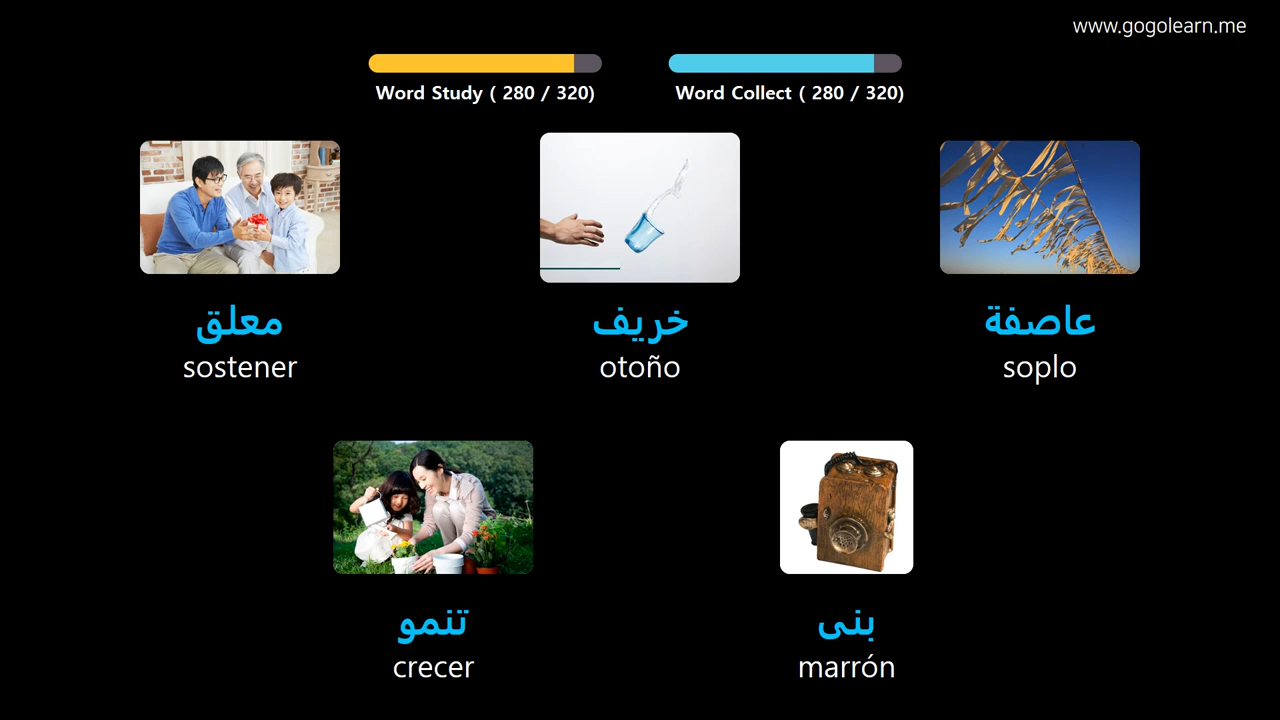 www.gogolearn.me
Word Study ( 280 / 320)
Word Collect ( 280 / 320)
معلق
sostener
خريف
otoño
عاصفة
soplo
تنمو
crecer
بنى
marrón